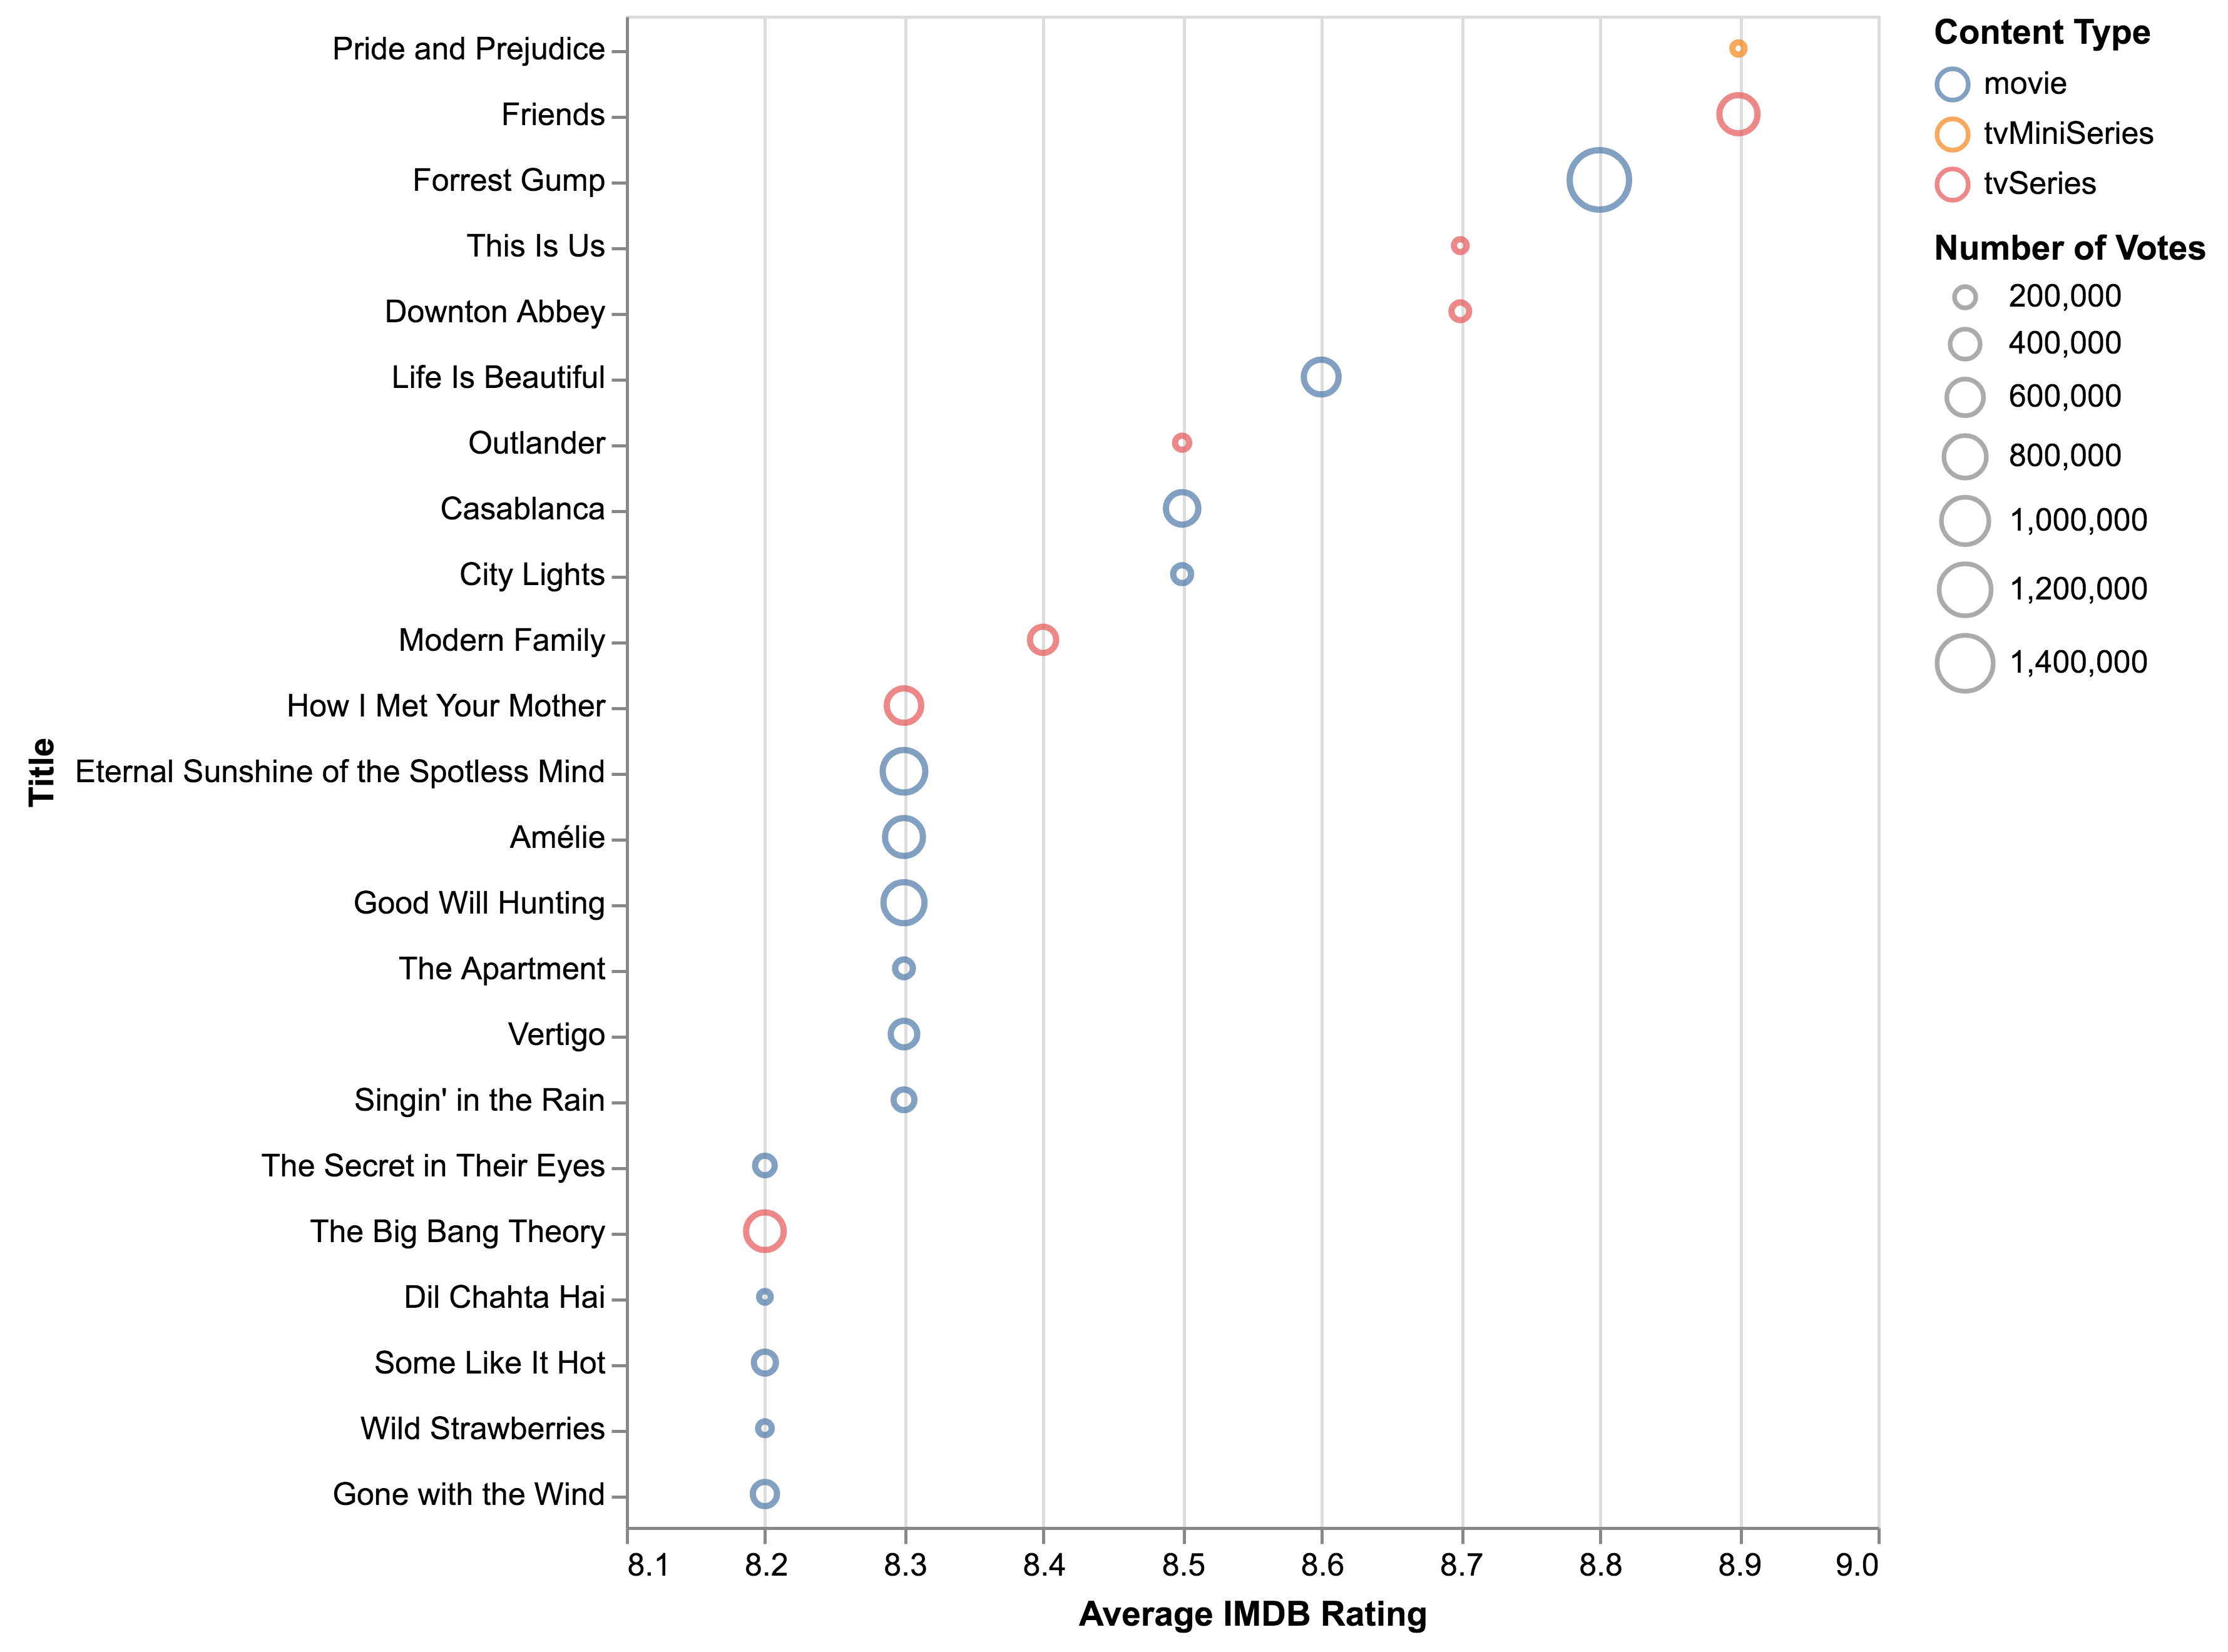 Title
Pride and Prejudice
Friends
Forrest Gump
This Is Us
Downton Abbey
Life Is Beautiful
Outlander
Casablanca
City Lights
Modern Family
How I Met Your Mother
Eternal Sunshine of the Spotless Mind
Amélie
Good Will Hunting
The Apartment
Vertigo
Singin' in the Rain
The Secret in Their Eyes
The Big Bang Theory
Dil Chahta Hai
Some Like It Hot
Wild Strawberries
Gone with the Wind
8.1 8.2 8.3 8.4 8.5 8.6 8.7 8.8 8.9 9.0
Average IMDB Rating
Content Type
movie
tvMiniSeries
tvSeries
Number of Votes
200,000
400,000
600,000
800,000
1,000,000
1,200,000
1,400,000